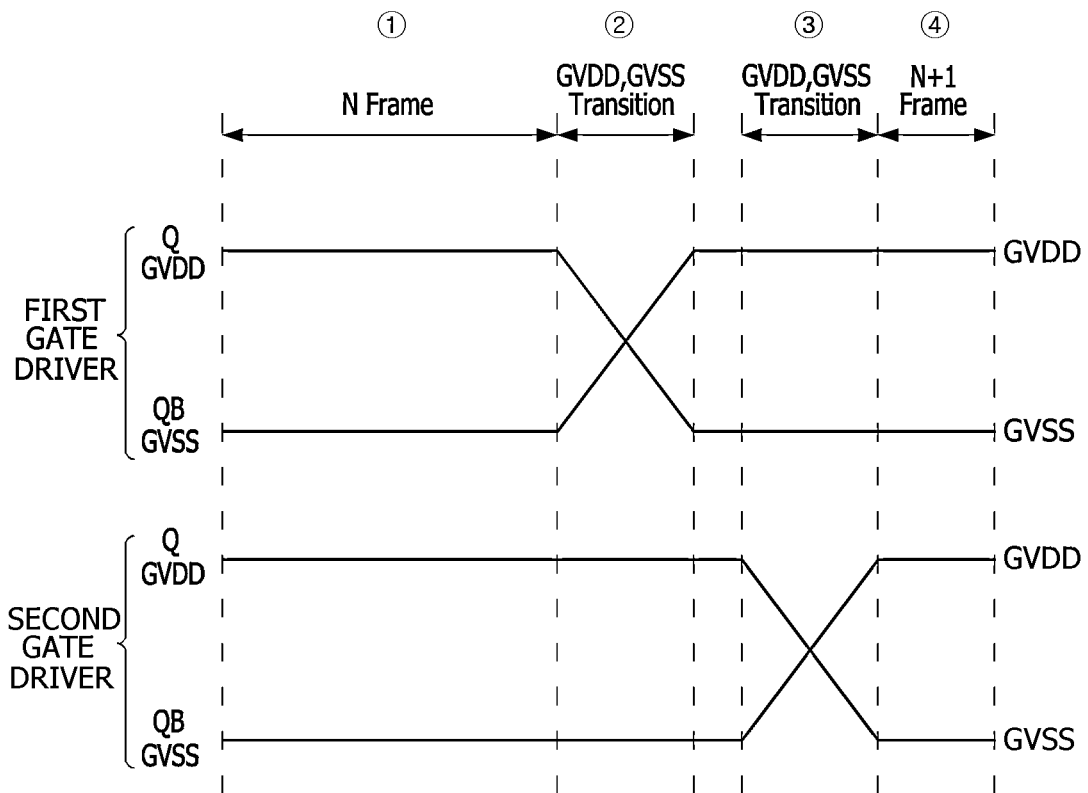 ① ② ③ ④
N Frame
GVDD,GVSS
Transition
GVDD,GVSS
Transition
N+1
Frame
FIRST
GATE
DRIVER
Q
GVDD
QB
GVSS
GVDD
GVSS
SECOND
GATE
DRIVER
Q
GVDD
QB
GVSS
GVDD
GVSS